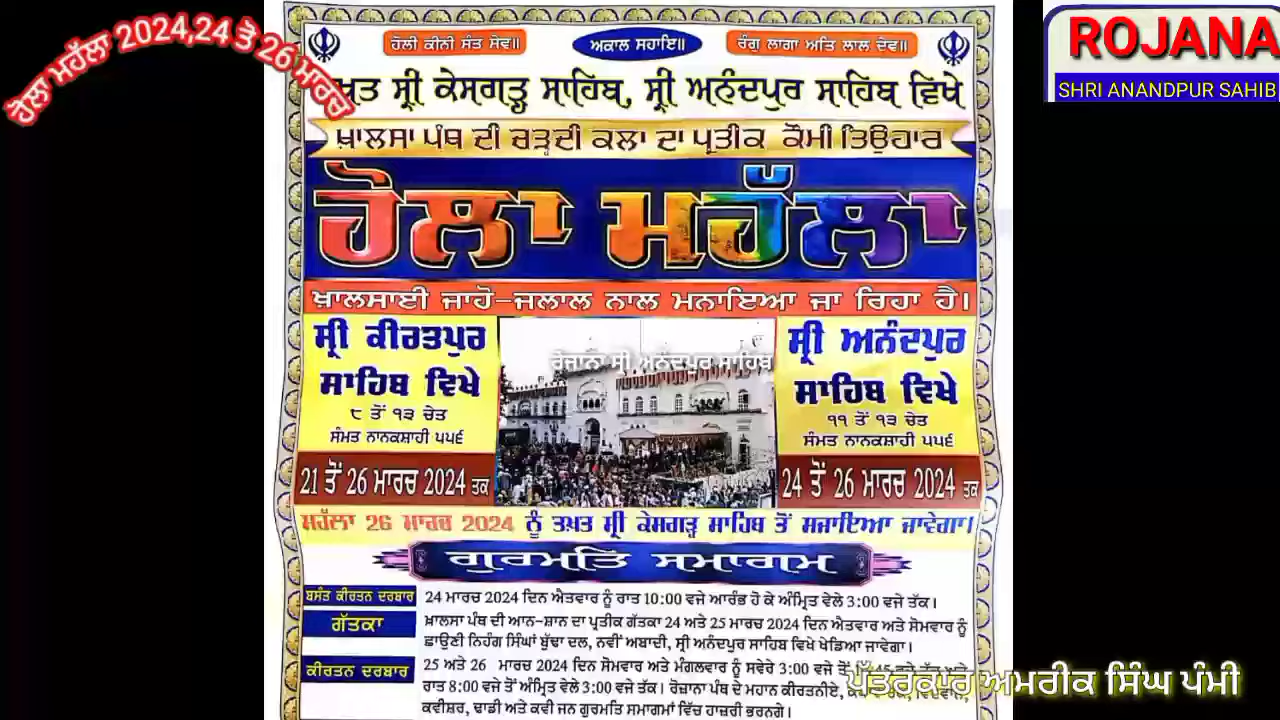 ਹੋਲਾ ਮਹੱਲਾ 2024,24 ਤੋ 26 ਮਾਰਚ
ROJANA
SHRI ANANDPUR SAHIB
ਹੋਲੀ ਕੀਨੀ ਸੰਤ ਸੇਵ॥
ਅਕਾਲ ਸਹਾਇ॥
ਰੰਗੁ ਲਾਗਾ ਅਤਿ ਲਾਲ ਦੇਵ॥
ਸ੍ਰੀ ਕੇਸਗੜ੍ਹ ਸਾਹਿਬ, ਸ੍ਰੀ ਅਨੰਦਪੁਰ ਸਾਹਿਬ ਵਿਖੇ
ਖ਼ਾਲਸਾ ਪੰਥ ਦੀ ਚੜ੍ਹਦੀ ਕਲਾ ਦਾ ਪ੍ਰਤੀਕ ਕੌਮੀ ਤਿਉਹਾਰ
ਹੋਲਾ ਮਹੱਲਾ
ਖ਼ਾਲਸਾਈ ਜਾਹੋ-ਜਲਾਲ ਨਾਲ ਮਨਾਇਆ ਜਾ ਰਿਹਾ ਹੈ।
ਸ੍ਰੀ ਕੀਰਤਪੁਰ
ਸਾਹਿਬ ਵਿਖੇ
੮ ਤੋਂ ੧੩ ਚੇਤ
ਸੰਮਤ ਨਾਨਕਸ਼ਾਹੀ ੫੫੬
21 ਤੋਂ 26 ਮਾਰਚ 2024 ਤਕ
ਰੋਜ਼ਾਨਾ ਸ੍ਰੀ ਅਨੰਦਪੁਰ ਸਾਹਿਬ
ਸ੍ਰੀ ਅਨੰਦਪੁਰ
ਸਾਹਿਬ ਵਿਖੇ
੧੧ ਤੋਂ ੧੩ ਚੇਤ
ਸੰਮਤ ਨਾਨਕਸ਼ਾਹੀ ੫੫੬
24 ਤੋਂ 26 ਮਾਰਚ 2024 ਤਕ
ਮਹੱਲਾ 26 ਮਾਰਚ 2024 ਨੂੰ ਤਖ਼ਤ ਸ੍ਰੀ ਕੇਸਗੜ੍ਹ ਸਾਹਿਬ ਤੋਂ ਸਜਾਇਆ ਜਾਵੇਗਾ।
ਗੁਰਮਤਿ ਸਮਾਗਮ
ਬਸੰਤ ਕੀਰਤਨ ਦਰਬਾਰ 24 ਮਾਰਚ 2024 ਦਿਨ ਐਤਵਾਰ ਨੂੰ ਰਾਤ 10:00 ਵਜੇ ਆਰੰਭ ਹੋ ਕੇ ਅੰਮ੍ਰਿਤ ਵੇਲੇ 3:00 ਵਜੇ ਤੱਕ।
ਗੱਤਕਾ ਖ਼ਾਲਸਾ ਪੰਥ ਦੀ ਆਨ-ਸ਼ਾਨ ਦਾ ਪ੍ਰਤੀਕ ਗੱਤਕਾ 24 ਅਤੇ 25 ਮਾਰਚ 2024 ਦਿਨ ਐਤਵਾਰ ਅਤੇ ਸੋਮਵਾਰ ਨੂੰ
ਛਾਉਣੀ ਨਿਹੰਗ ਸਿੰਘਾਂ ਬੁੱਢਾ ਦਲ, ਨਵੀਂ ਅਬਾਦੀ, ਸ੍ਰੀ ਅਨੰਦਪੁਰ ਸਾਹਿਬ ਵਿਖੇ ਖੇਡਿਆ ਜਾਵੇਗਾ।
ਕੀਰਤਨ ਦਰਬਾਰ 25 ਅਤੇ 26 ਮਾਰਚ 2024 ਦਿਨ ਸੋਮਵਾਰ ਅਤੇ ਮੰਗਲਵਾਰ ਨੂੰ ਸਵੇਰੇ 3:00 ਵਜੇ ਤੋਂ
ਰਾਤ 8:00 ਵਜੇ ਤੋਂ ਅੰਮ੍ਰਿਤ ਵੇਲੇ 3:00 ਵਜੇ ਤੱਕ। ਰੋਜ਼ਾਨਾ ਪੰਥ ਦੇ ਮਹਾਨ ਕੀਰਤਨੀਏ,
ਕਵੀਸ਼ਰ, ਢਾਡੀ ਅਤੇ ਕਵੀ ਜਨ ਗੁਰਮਤਿ ਸਮਾਗਮਾਂ ਵਿੱਚ ਹਾਜ਼ਰੀ ਭਰਨਗੇ।
ਪੱਤਰਕਾਰ ਅਮਰੀਕ ਸਿੰਘ ਪੰਮੀ